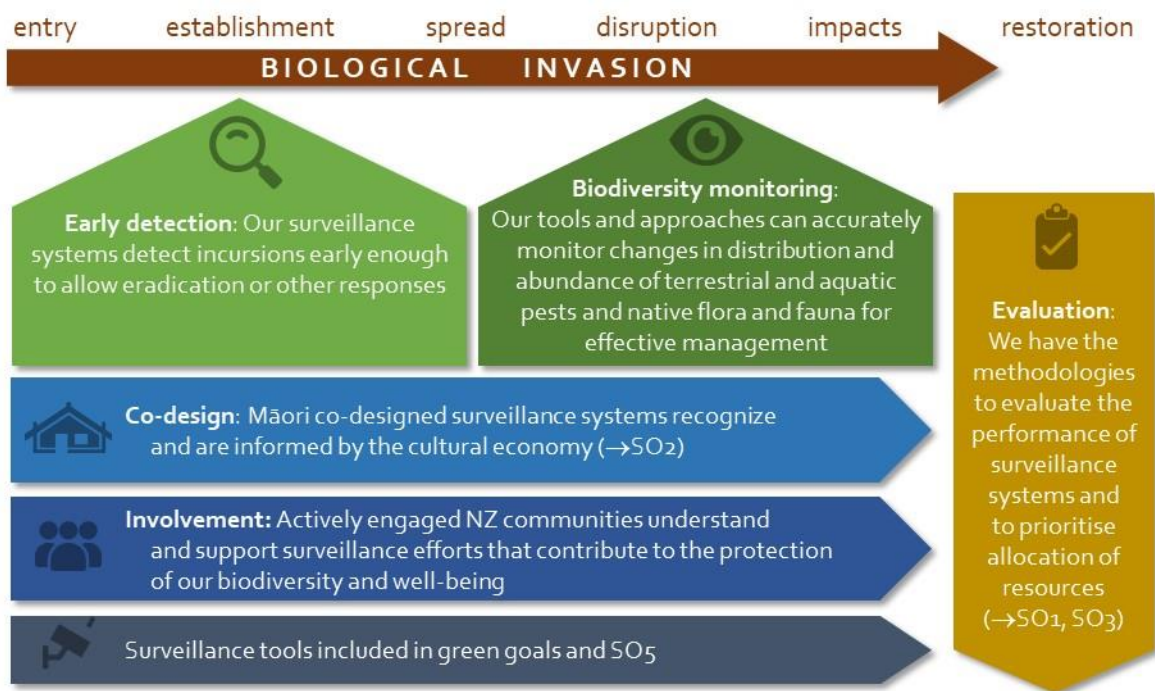 entry establishment spread disruption impacts restoration
BIOLOGICAL INVASION
Early detection: Our surveillance
systems detect incursions early enough
to allow eradication or other responses
Biodiversity monitoring:
Our tools and approaches can accurately
monitor changes in distribution and
abundance of terrestrial and aquatic
pests and native flora and fauna for
effective management
Co-design: Māori co-designed surveillance systems recognize
and are informed by the cultural economy (→SO2)
Involvement: Actively engaged NZ communities understand
and support surveillance efforts that contribute to the protection
of our biodiversity and well-being
Surveillance tools included in green goals and SO5
Evaluation:
We have the
methodologies
to evaluate the
performance of
surveillance
systems and
to prioritise
allocation of
resources
(→SO1, SO3)